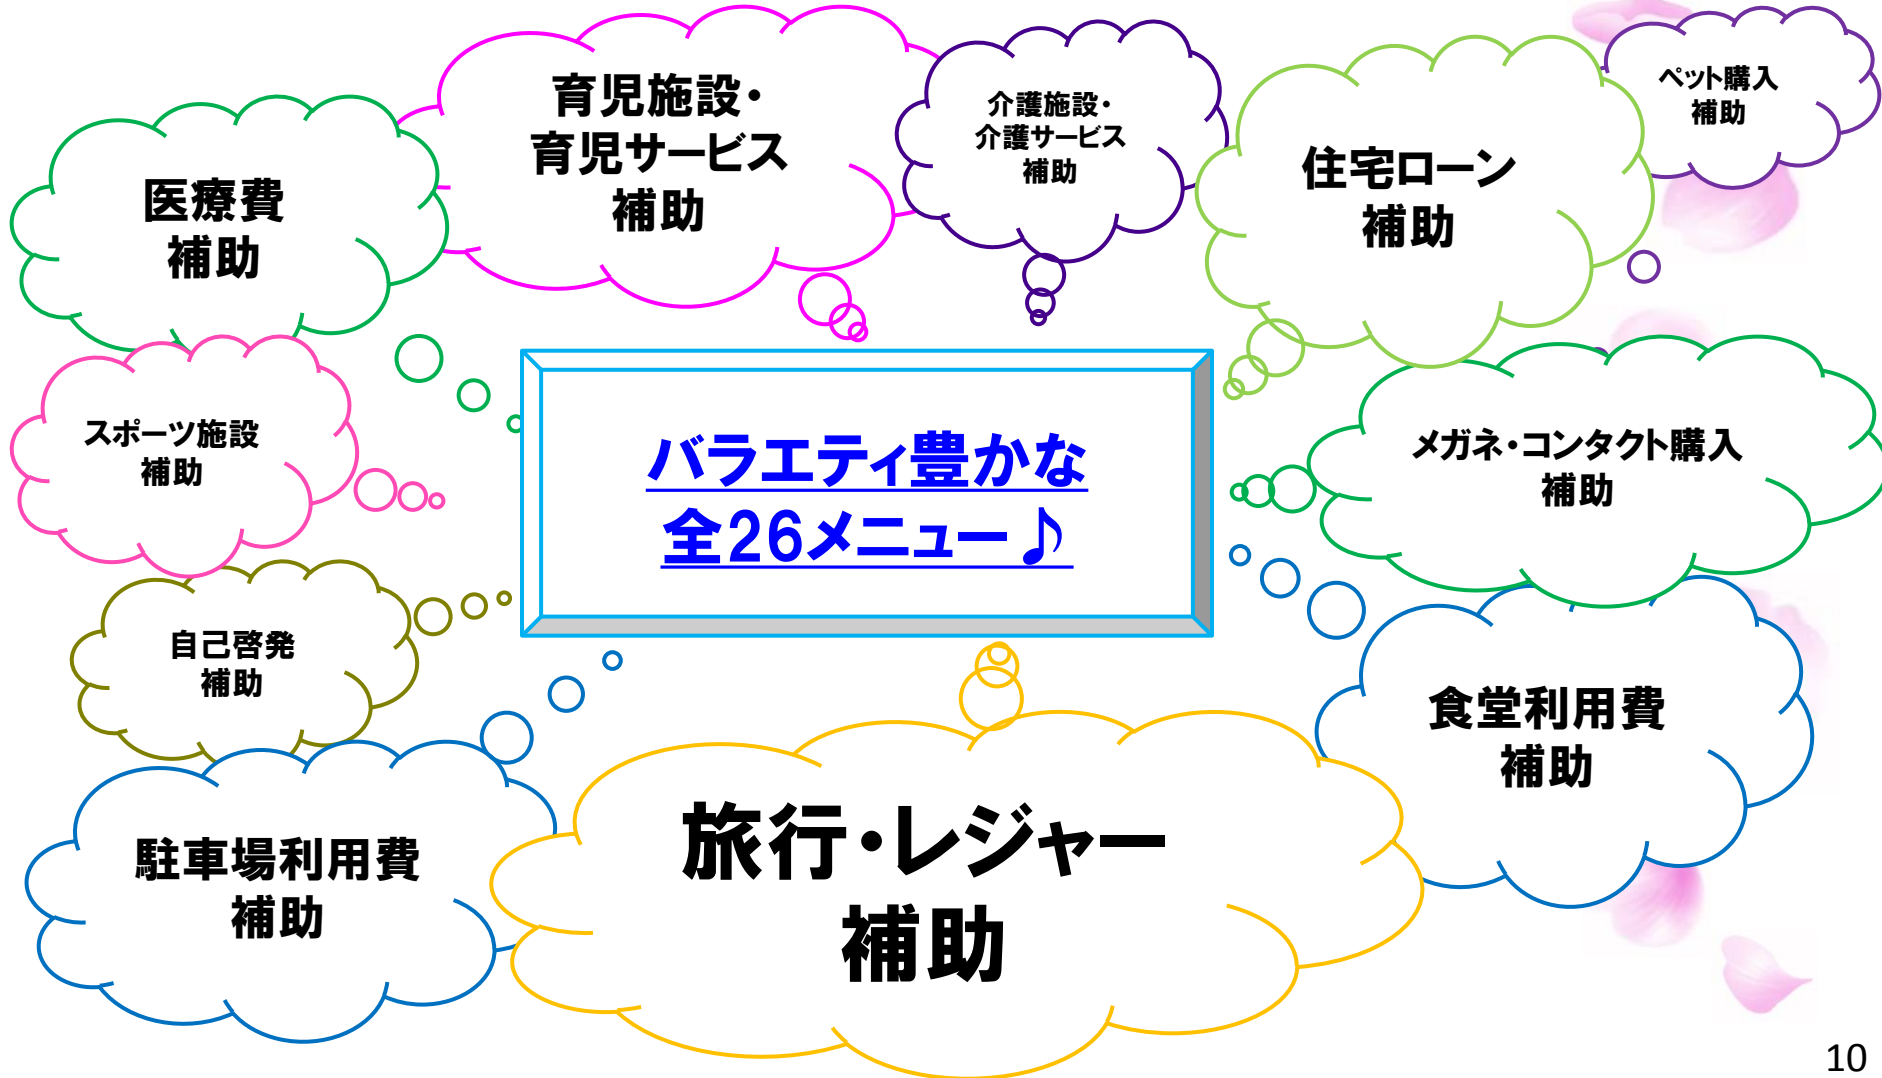 育児施設・
育児サービス
補助
介護施設・
介護サービス
補助
住宅ローン
補助
ペット購入
補助
医療費
補助
スポーツ施設
補助
バラエティ豊かな
全26メニュー♪
メガネ・コンタクト購入
補助
自己啓発
補助
食堂利用費
補助
駐車場利用費
補助
旅行・レジャー
補助
10